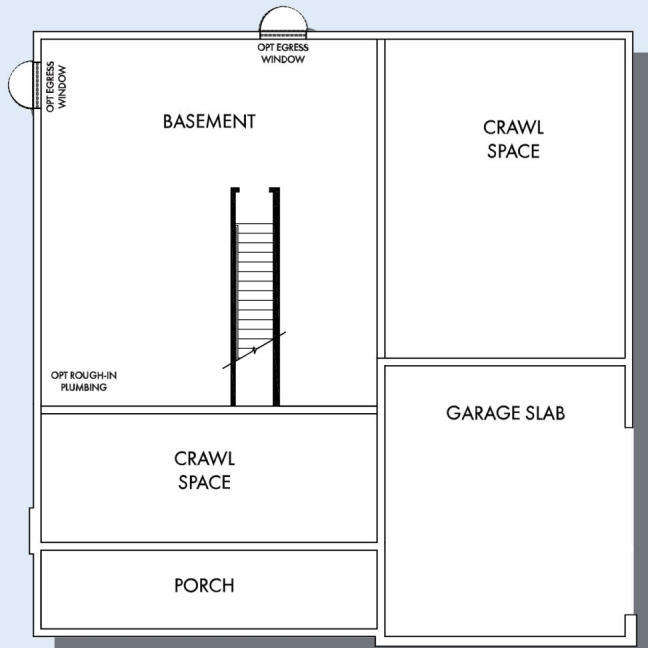 OPT EGRESS
WINDOW
OPT EGRESS
WINDOW
BASEMENT
CRAWL
SPACE
OPT ROUGH-IN
PLUMBING
GARAGE SLAB
CRAWL
SPACE
PORCH